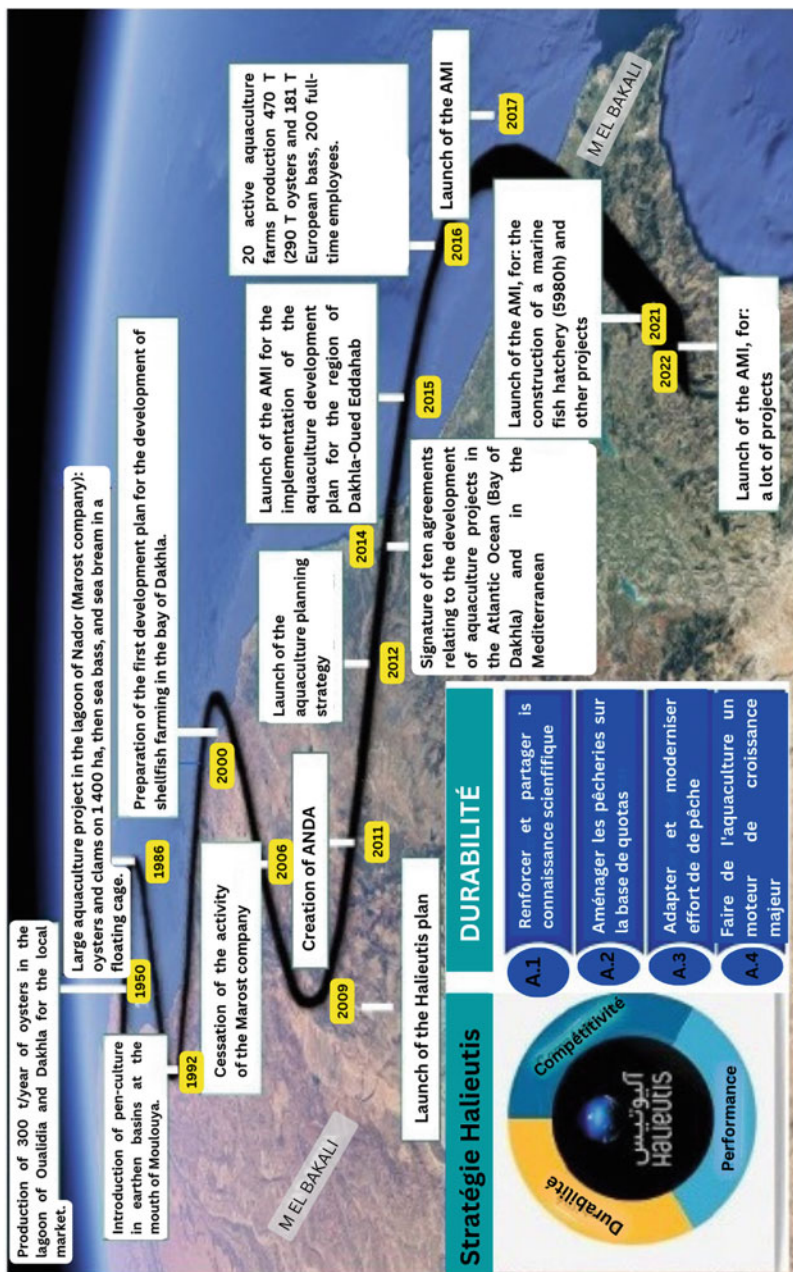 Production of 300 t/year of oysters in the
lagoon of Oualidia and Dakhla for the local
market.
1950
Large aquaculture project in the lagoon of Nador (Marost company):
oysters and clams on 1 400 ha, then sea bass, and sea bream in a
floating cage.
1986
Introduction of pen-culture
in earthen basins at the
mouth of Moulouya.
1992
Preparation of the first development plan for the development of
shellfish farming in the bay of Dakhla.
2000
Cessation of the activity
of the Marost company
2006
Launch of the Halieutis plan
2009
Creation of ANDA
2011
Launch of the
aquaculture planning
strategy
2012
Signature of ten agreements
relating to the development
of aquaculture projects in
the Atlantic Ocean (Bay of
Dakhla) and in the
Mediterranean
2014
Launch of the AMI for the
implementation of the
aquaculture development
plan for the region of
Dakhla-Oued Eddahab
2015
20 active aquaculture
farms production 470 T
(290 T oysters and 181 T
European bass, 200 full-
time employees.
2016
Launch of the AMI
2017
Launch of the AMI, for: the
construction of a marine
fish hatchery (5980h) and
other projects
2021
2022
Launch of the AMI, for:
a lot of projects
M EL BAKALI
M EL BAKALI
Stratégie Halieutis
Durabilité
Compétitivité
Performance
آليوتيس
HALIEUTIS
DURABILITÉ
A.1
Renforcer et partager is
connaissance scienfifique
A.2
Aménager les pêcheries sur
la base de quotas
A.3
Adapter et moderniser
effort de de pêche
A.4
Faire de l'aquaculture un
moteur de croissance
majeur